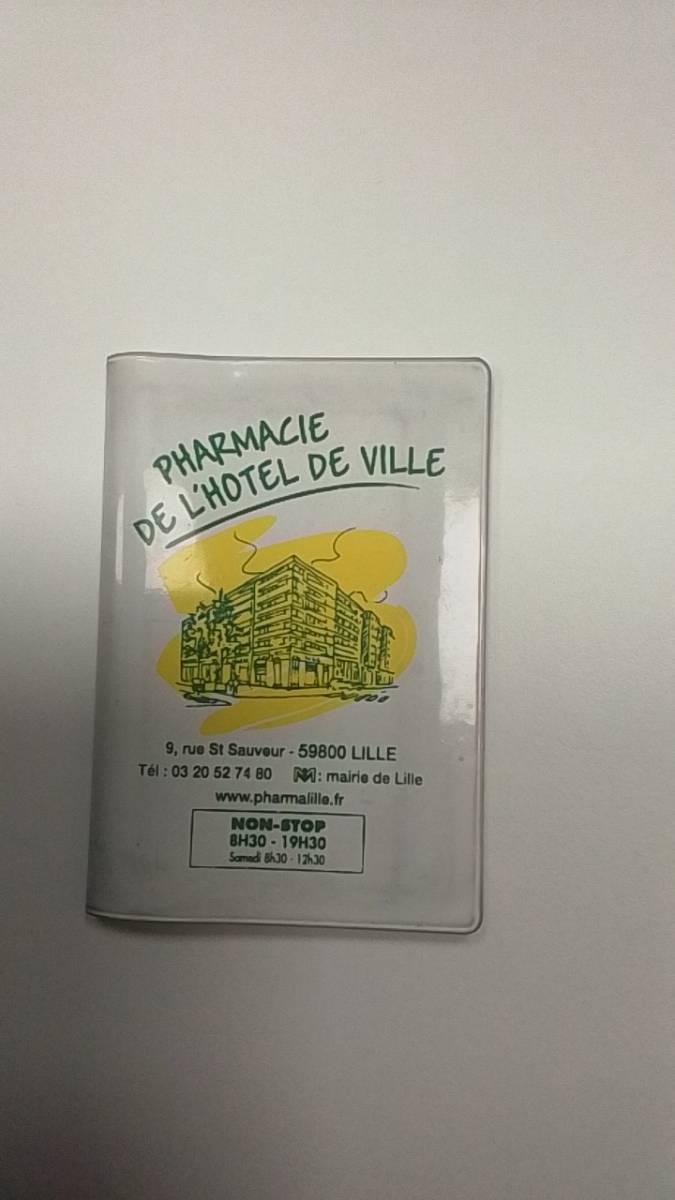 PHARMACIE
DE L'HOTEL DE VILLE
9, rue St Sauveur - 59800 LILLE
Tél : 03 20 52 74 80 M : mairie de Lille
www.pharmalille.fr
NON-STOP
8H30 - 19H30
Samedi 8h30 - 12h30